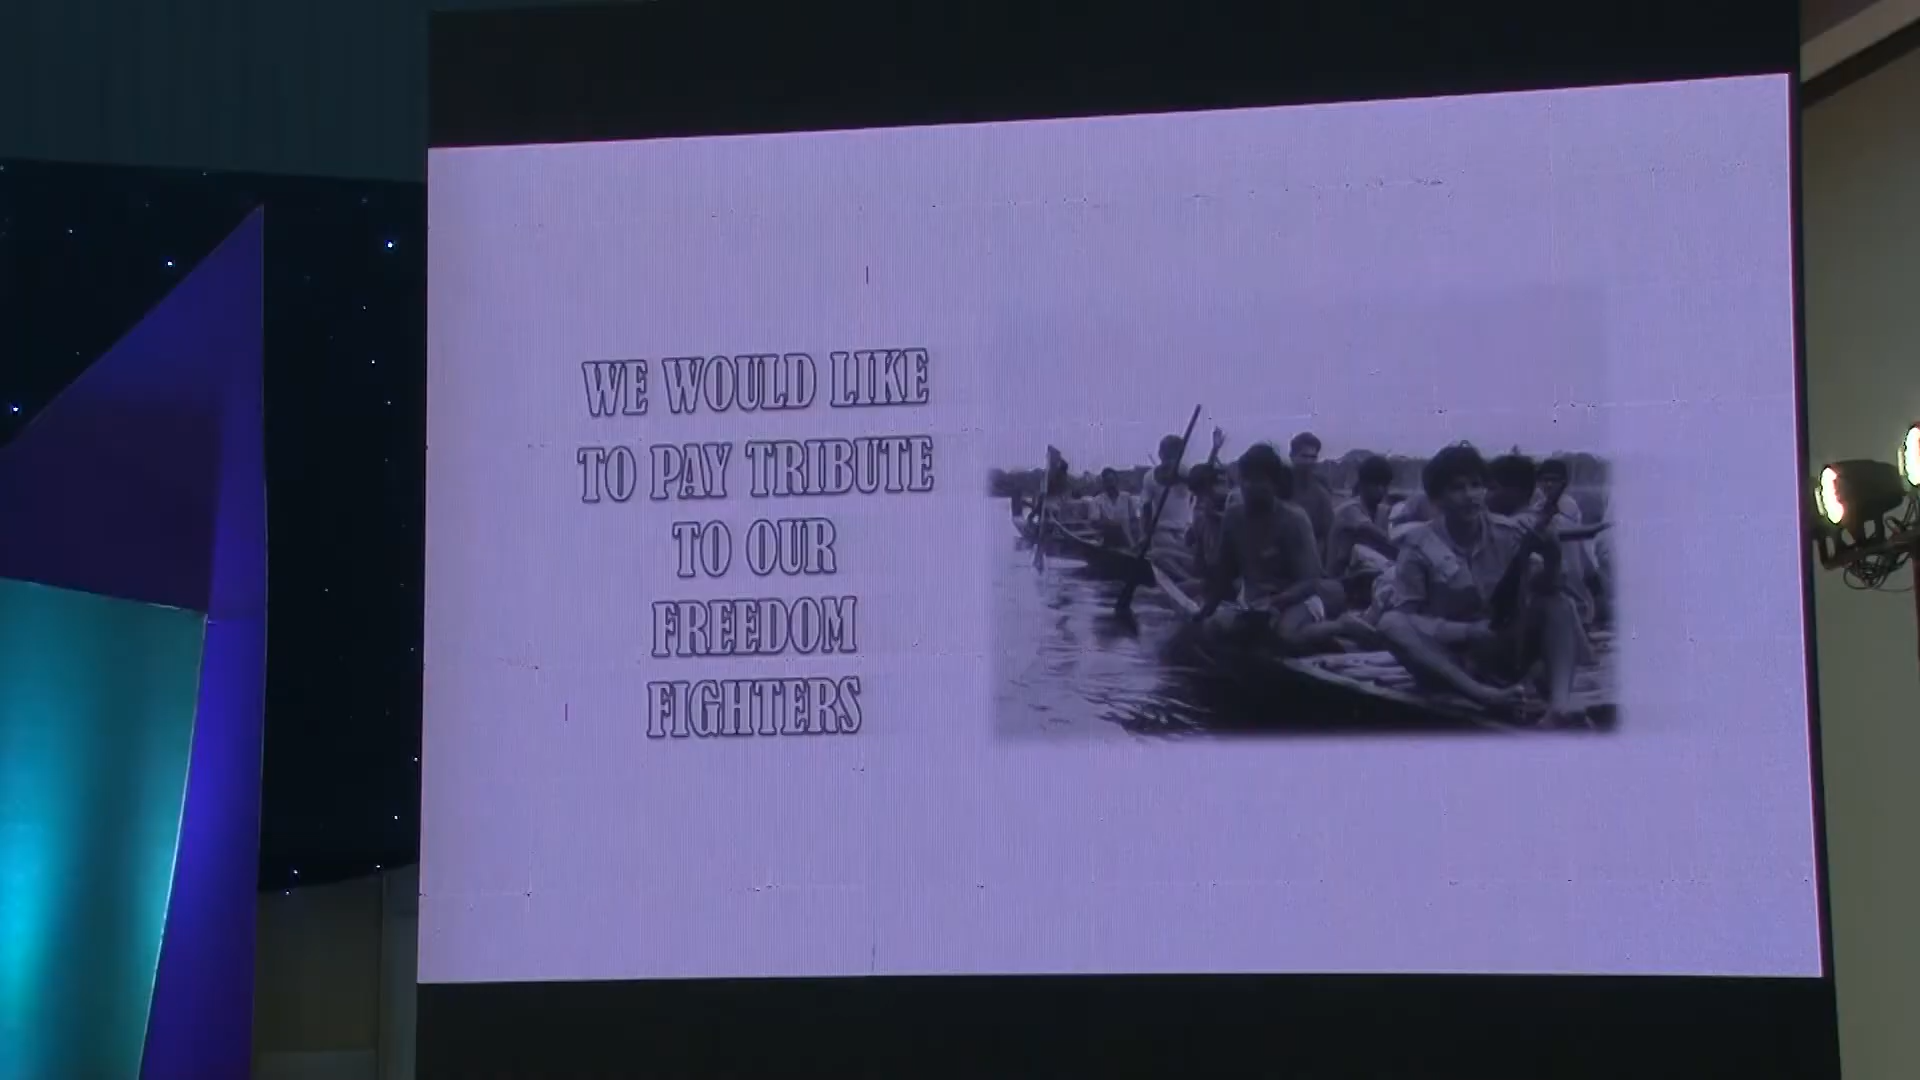 WE WOULD LIKE
TO PAY TRIBUTE
TO OUR
FREEDOM
FIGHTERS